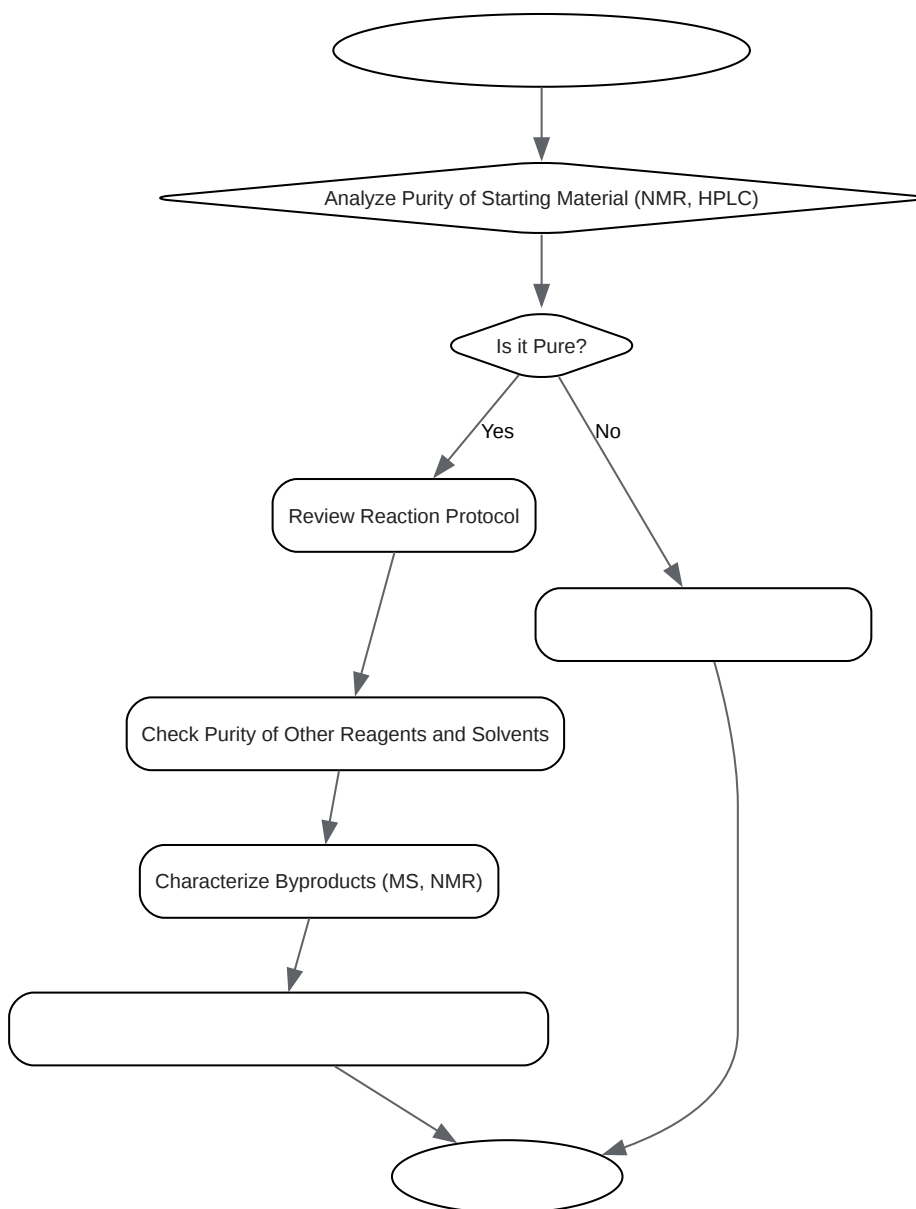 Analyze Purity of Starting Material (NMR, HPLC)
Is it Pure?
Yes
No
Review Reaction Protocol
Check Purity of Other Reagents and Solvents
Characterize Byproducts (MS, NMR)